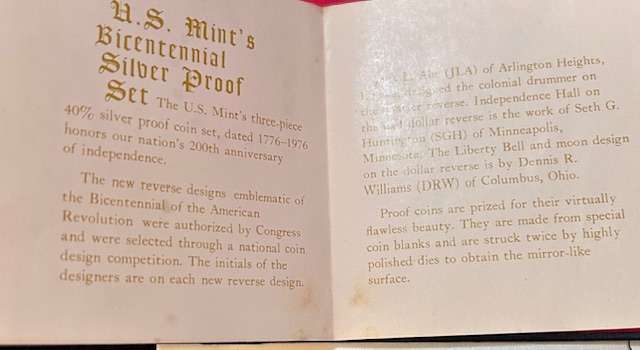 U.S. Mint's
Bicentennial
Silver Proof
Set The U.S. Mint's three-piece
40% silver proof coin set, dated 1776-1976
honors our nation's 200th anniversary
of independence.
The new reverse designs emblematic of
the Bicentennial of the American
Revolution were authorized by Congress
and were selected through a national coin
design competition. The initials of the
designers are on each new reverse design.
(JLA) of Arlington Heights,
designed the colonial drummer on
the quarter reverse. Independence Hall on
the half dollar reverse is the work of Seth G.
Huntington (SGH) of Minneapolis,
Minnesota. The Liberty Bell and moon design
on the dollar reverse is by Dennis R.
Williams (DRW) of Columbus, Ohio.
Proof coins are prized for their virtually
flawless beauty. They are made from special
coin blanks and are struck twice by highly
polished dies to obtain the mirror-like
surface.